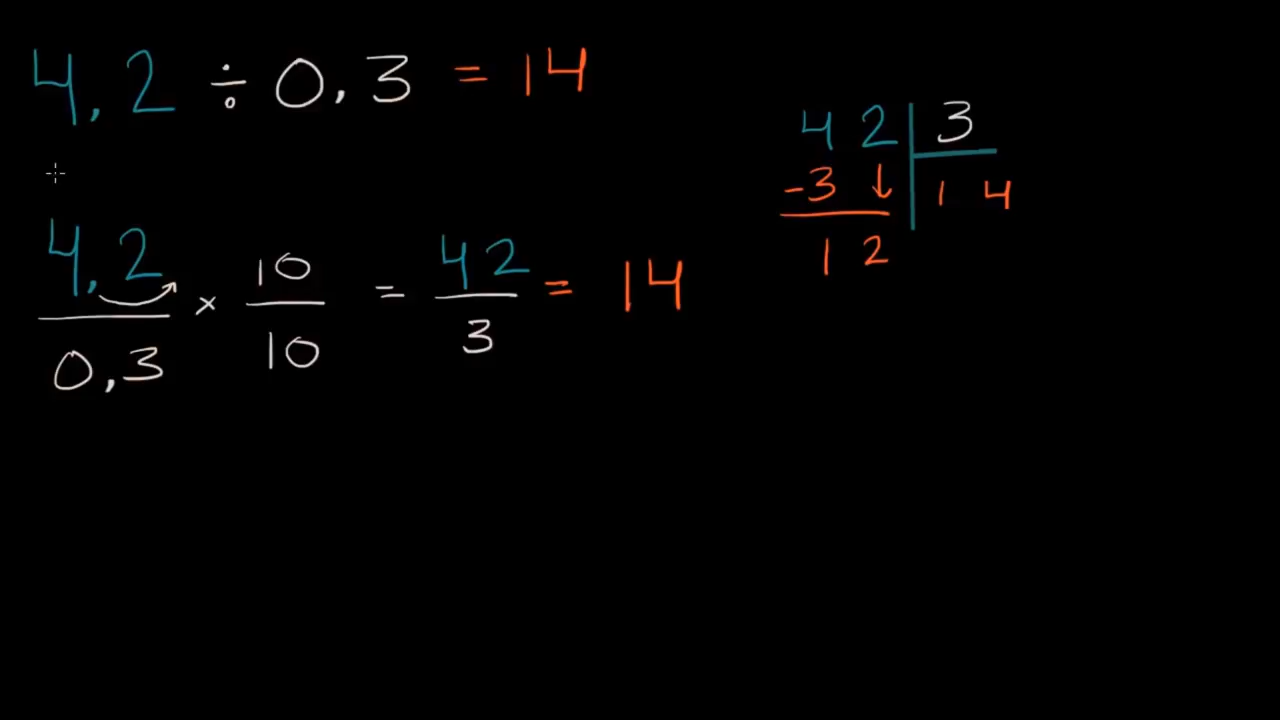 4,2 ÷ 0,3 = 14
4,2 / 0,3 × 10 / 10 = 42 / 3 = 14
42 | 3
-3 ↓ | 14
12